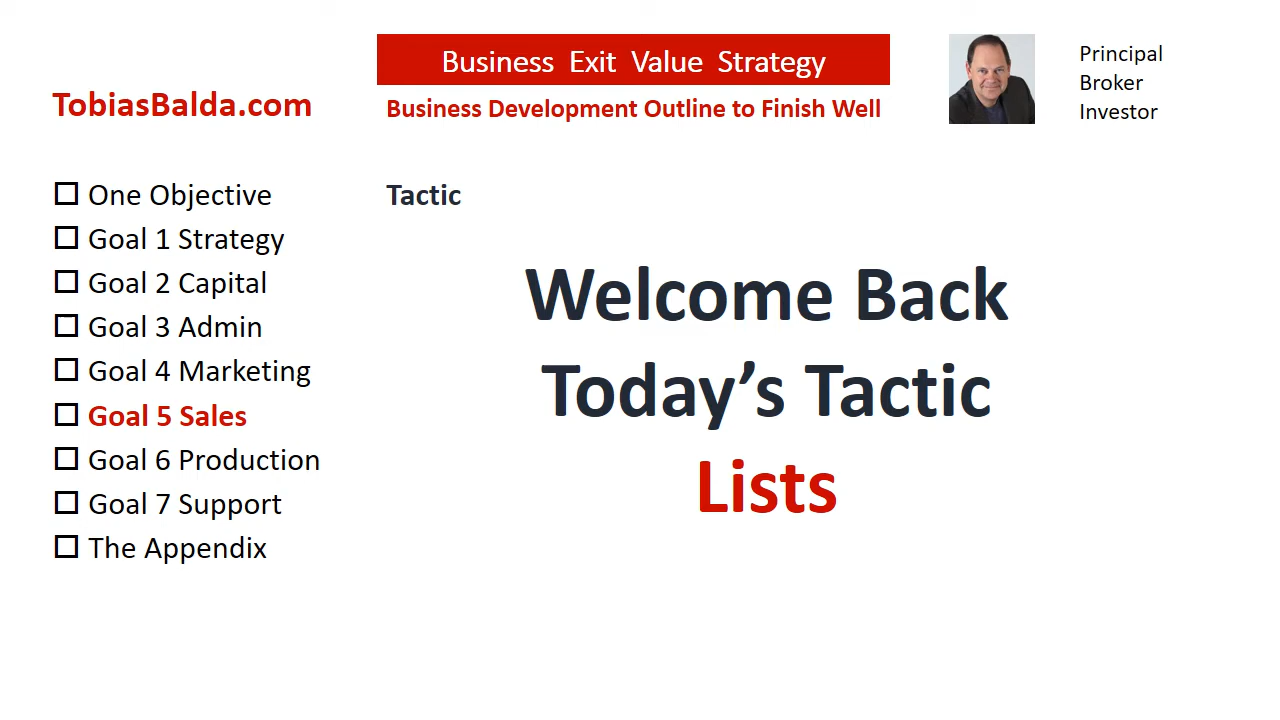 Business Exit Value Strategy
TobiasBalda.com
Business Development Outline to Finish Well
Principal
Broker
Investor
One Objective
Goal 1 Strategy
Goal 2 Capital
Goal 3 Admin
Goal 4 Marketing
Goal 5 Sales
Goal 6 Production
Goal 7 Support
The Appendix
Tactic
Welcome Back
Today’s Tactic
Lists